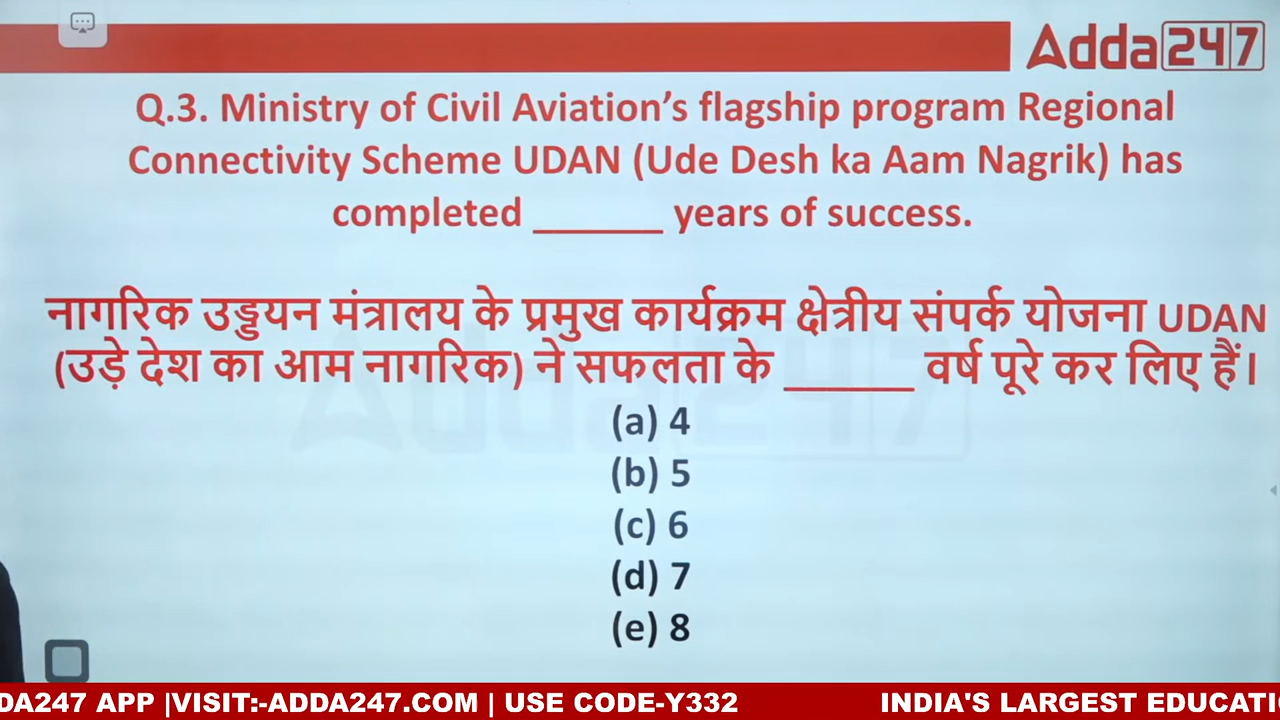 Adda247
Q.3. Ministry of Civil Aviation’s flagship program Regional
Connectivity Scheme UDAN (Ude Desh ka Aam Nagrik) has
completed ______ years of success.
नागरिक उड्डयन मंत्रालय के प्रमुख कार्यक्रम क्षेत्रीय संपर्क योजना UDAN
(उड़े देश का आम नागरिक) ने सफलता के ______ वर्ष पूरे कर लिए हैं।
Adda247
(a) 4
(b) 5
(c) 6
(d) 7
(e) 8
DA247 APP |VISIT:-ADDA247.COM | USE CODE-Y332 INDIA'S LARGEST EDUCATI